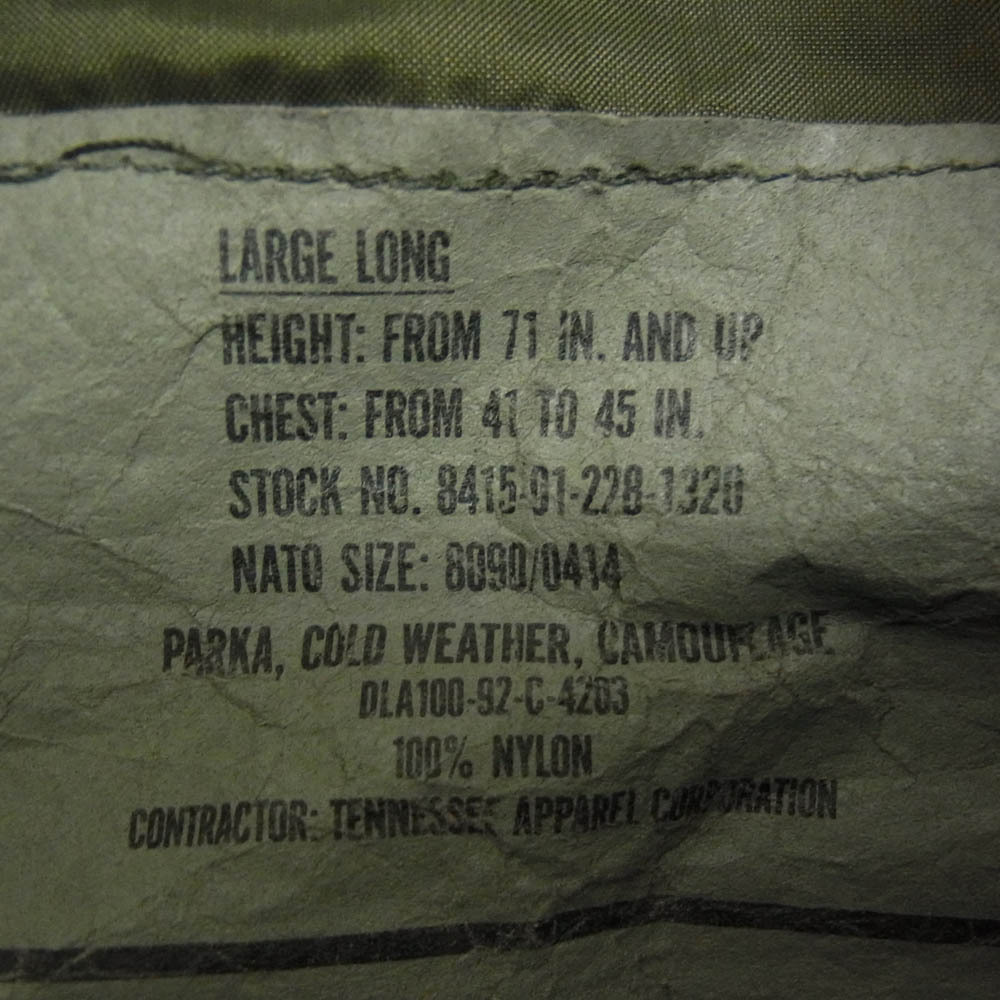 LARGE LONG
HEIGHT: FROM 71 IN. AND UP
CHEST: FROM 41 TO 45 IN.
STOCK NO. 8415-01-228-1320
NATO SIZE: 8090/0414
PARKA, COLD WEATHER, CAMOUFLAGE
DLA100-92-C-4203
100% NYLON
CONTRACTOR: TENNESSEE APPAREL CORPORATION